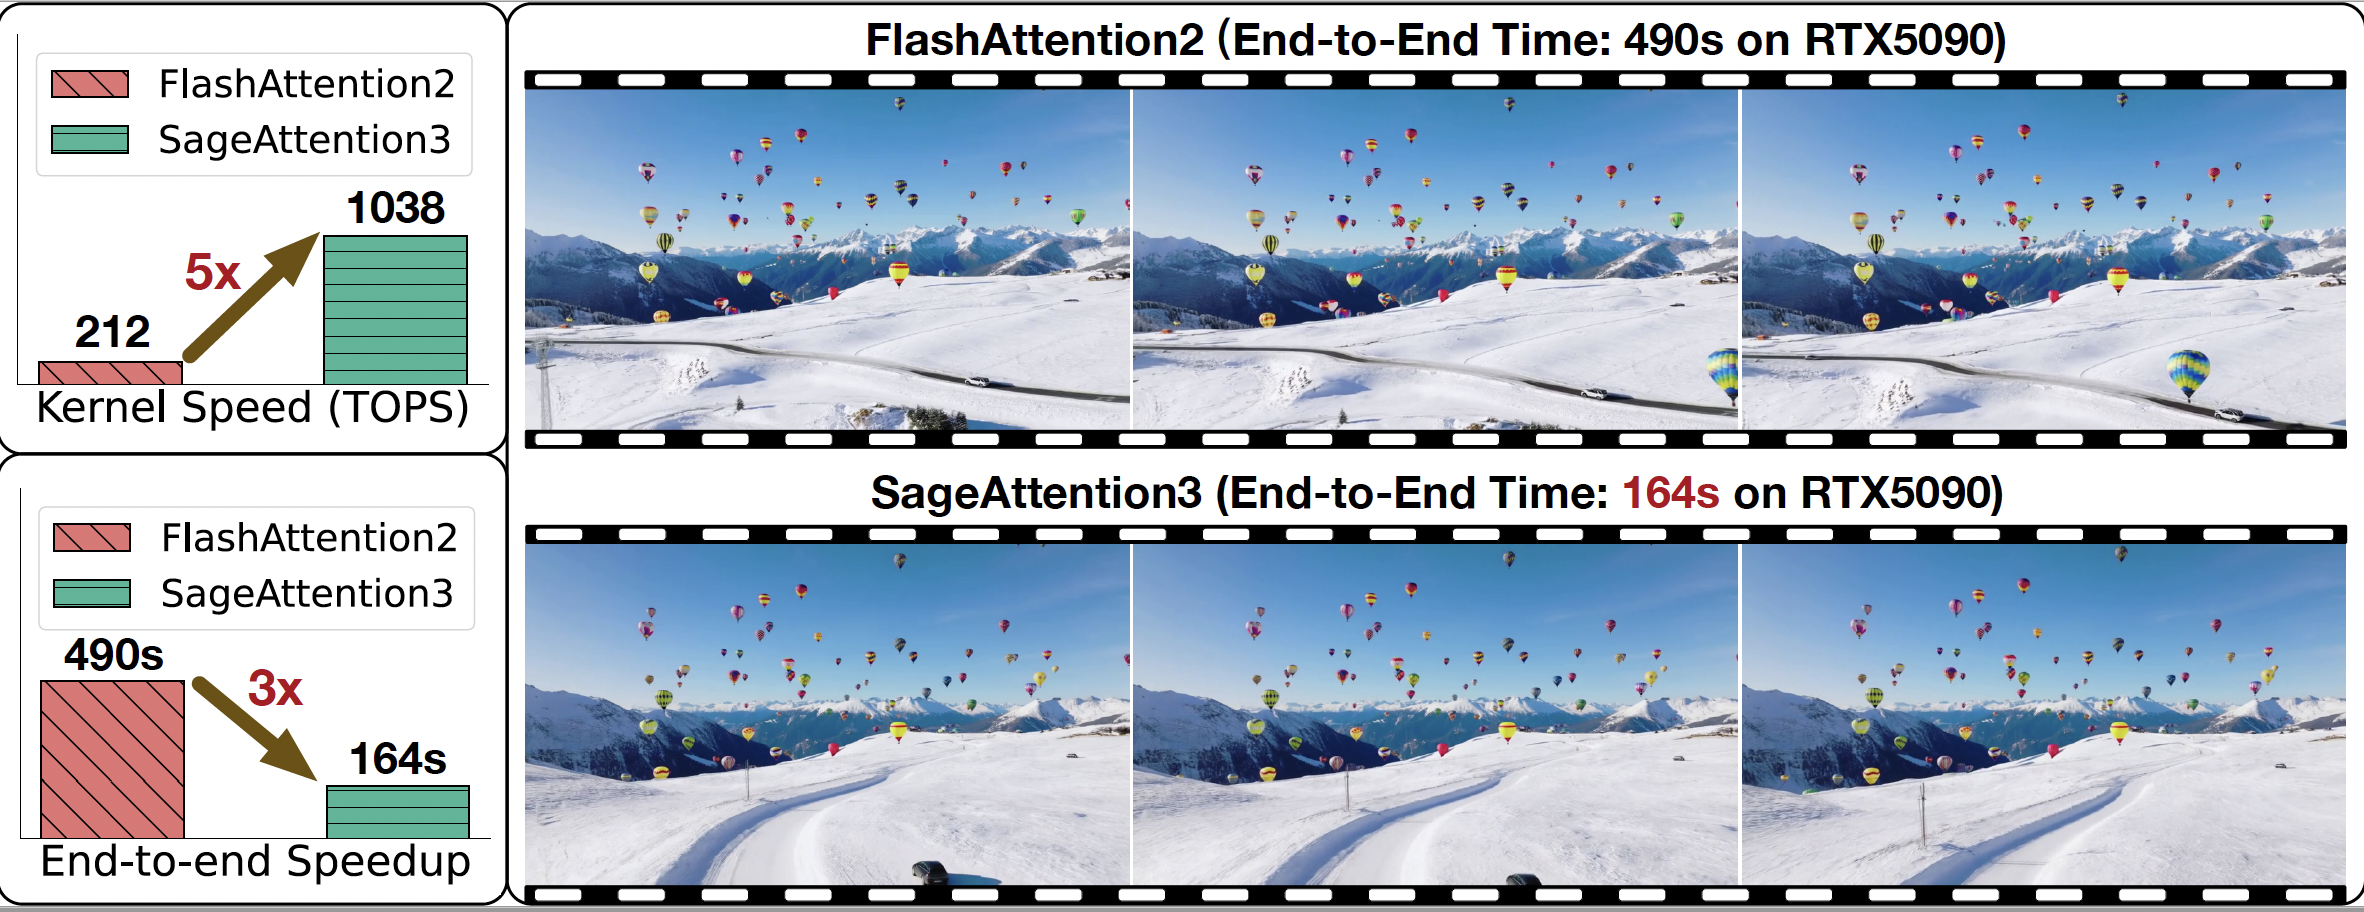 FlashAttention2
SageAttention3
1038
5x
212
Kernel Speed (TOPS)
FlashAttention2
SageAttention3
490s
3x
164s
End-to-end Speedup
FlashAttention2 (End-to-End Time: 490s on RTX5090)
SageAttention3 (End-to-End Time: 164s on RTX5090)